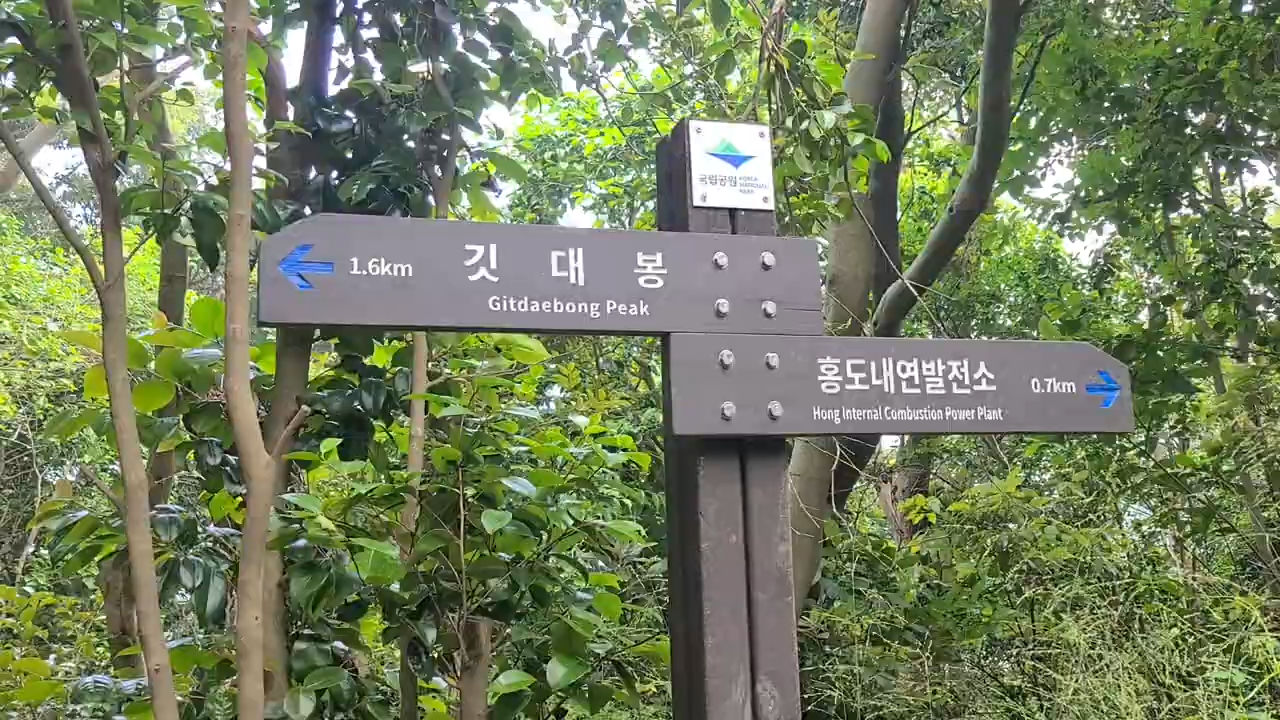 국립공원
KOREA
NATIONAL
PARK
1.6km
깃대봉
Gitdaebong Peak
홍도내연발전소
0.7km
Hong Internal Combustion Power Plant